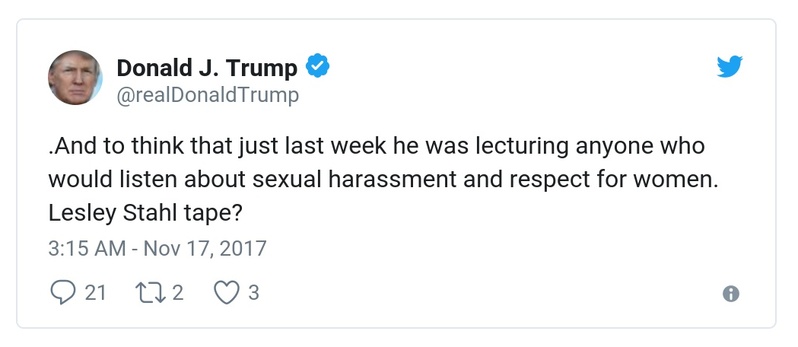 Donald J. Trump
@realDonaldTrump
.And to think that just last week he was lecturing anyone who
would listen about sexual harassment and respect for women.
Lesley Stahl tape?
3:15 AM - Nov 17, 2017
21 2 3